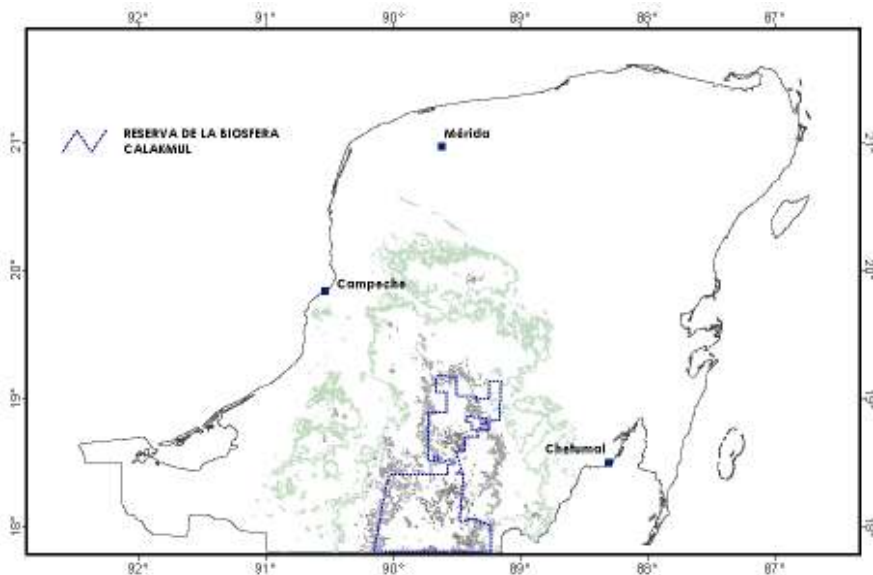 92° 91° 90° 89° 88° 87°
RESERVA DE LA BIOSFERA
CALAKMUL
Mérida
21° 21°
20° 20°
Campeche
19° 19°
Chetumal
18° 18°
92° 91° 90° 89° 88° 87°